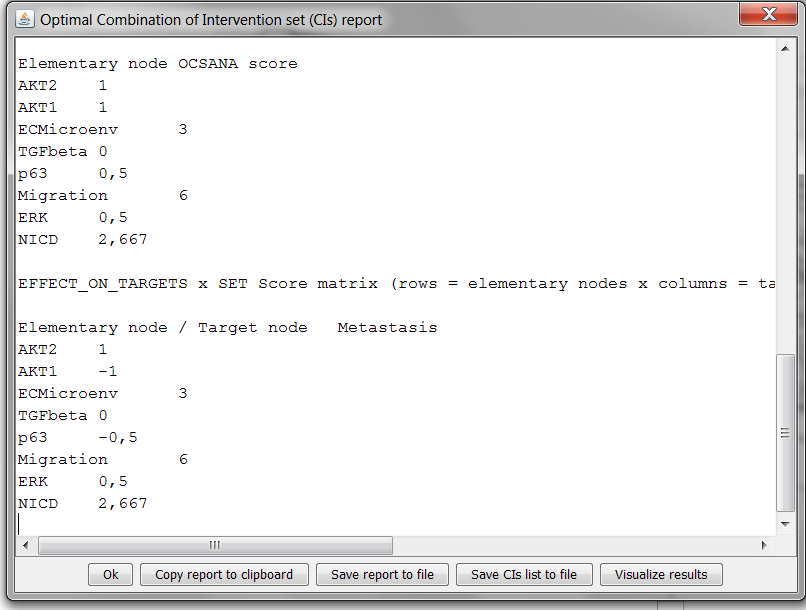 Optimal Combination of Intervention set (CIs) report
Elementary node OCSANA score
AKT2 1
AKT1 1
ECMicroenv 3
TGFbeta 0
p63 0,5
Migration 6
ERK 0,5
NICD 2,667
EFFECT_ON_TARGETS x SET Score matrix (rows = elementary nodes x columns = ta
Elementary node / Target node Metastasis
AKT2 1
AKT1 -1
ECMicroenv 3
TGFbeta 0
p63 -0,5
Migration 6
ERK 0,5
NICD 2,667
Ok Copy report to clipboard Save report to file Save CIs list to file Visualize results